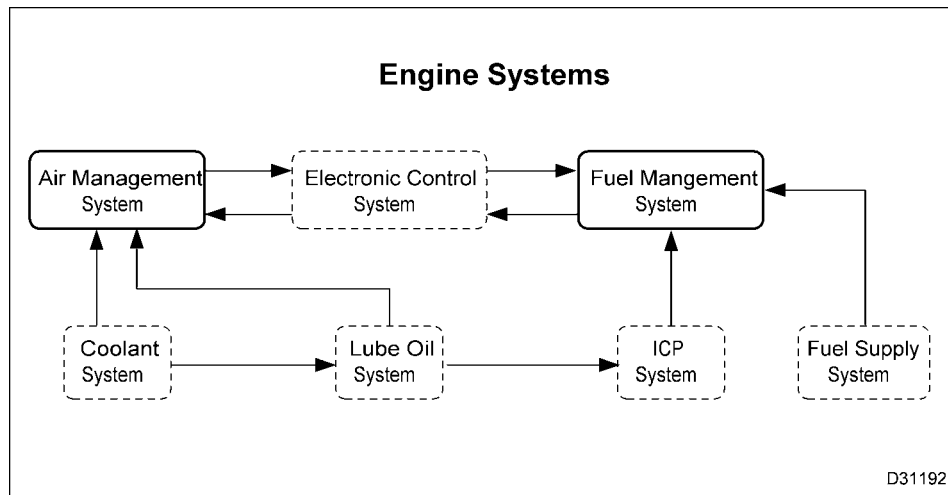 Engine Systems
Air Management
System
Electronic Control
System
Fuel Mangement
System
Coolant
System
Lube Oil
System
ICP
System
Fuel Supply
System
D31192